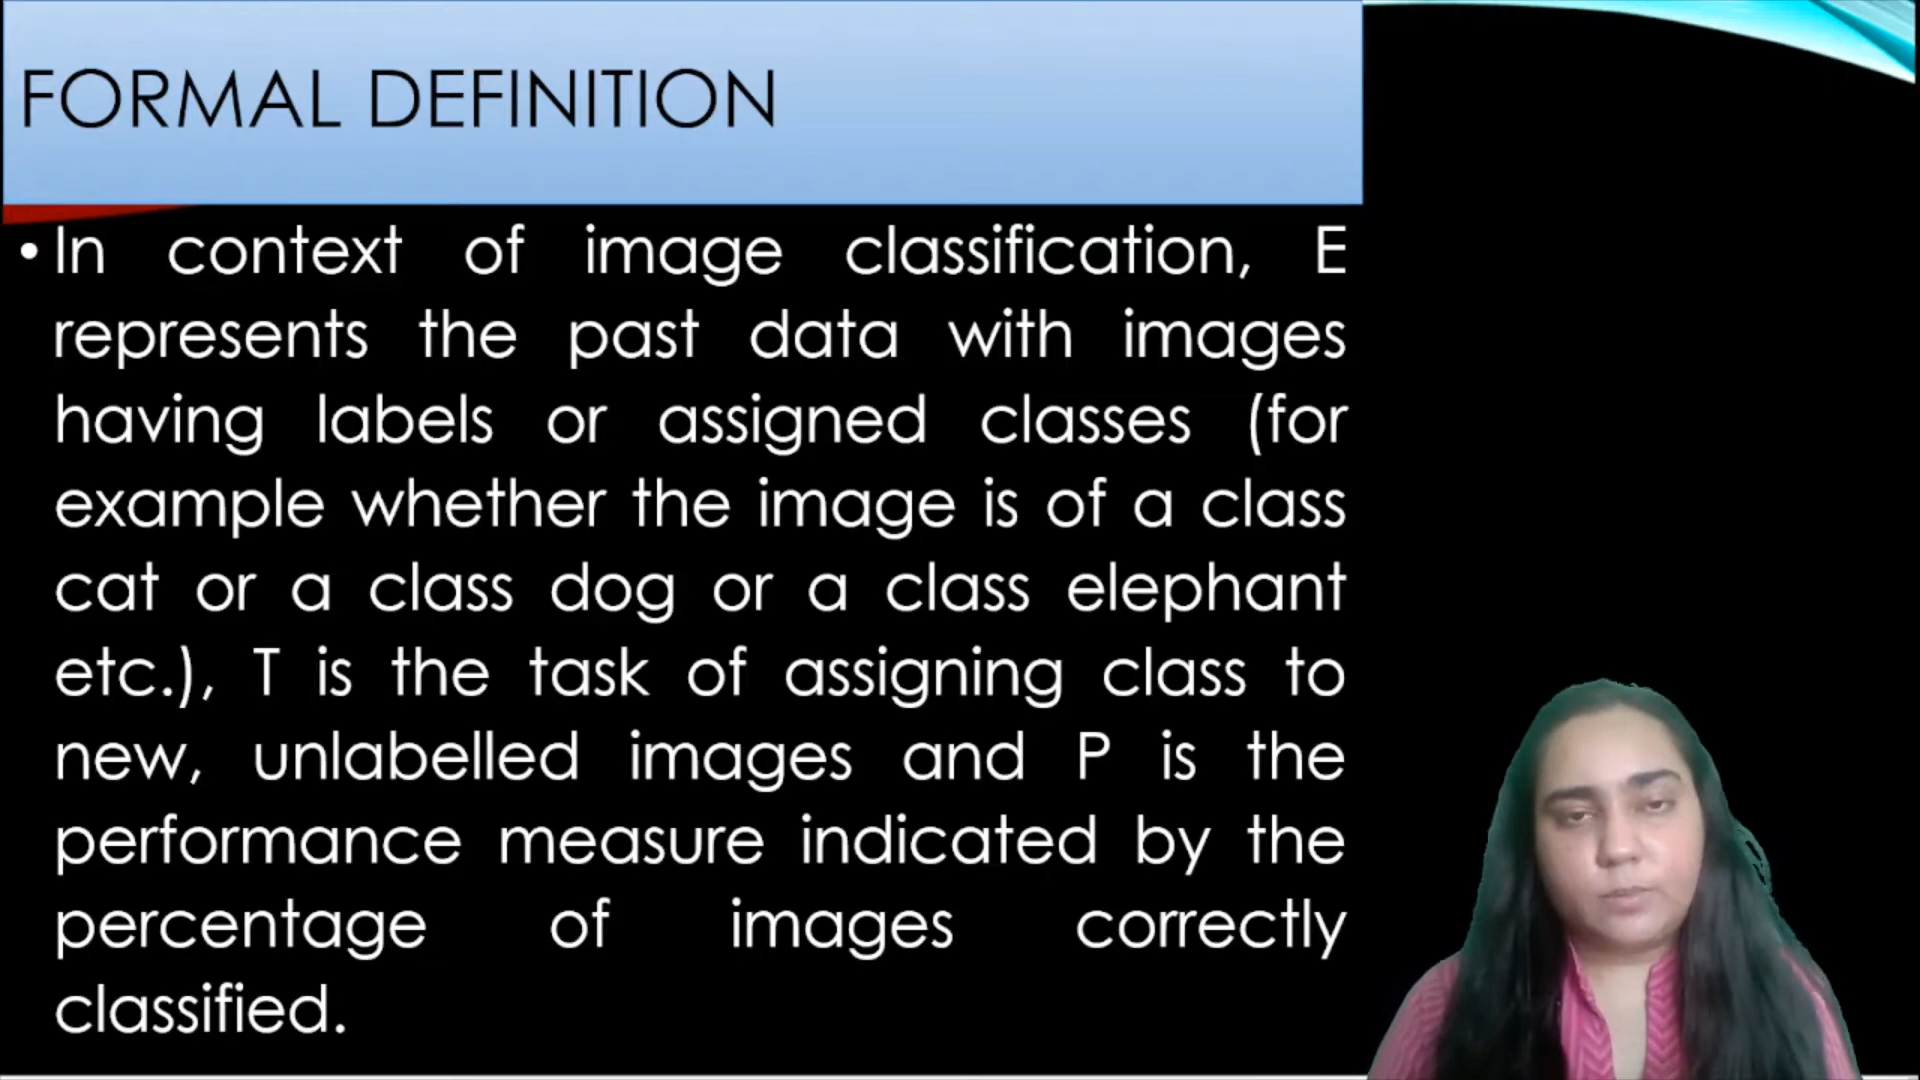 FORMAL DEFINITION
• In context of image classification, E
represents the past data with images
having labels or assigned classes (for
example whether the image is of a class
cat or a class dog or a class elephant
etc.), T is the task of assigning class to
new, unlabelled images and P is the
performance measure indicated by the
percentage of images correctly
classified.